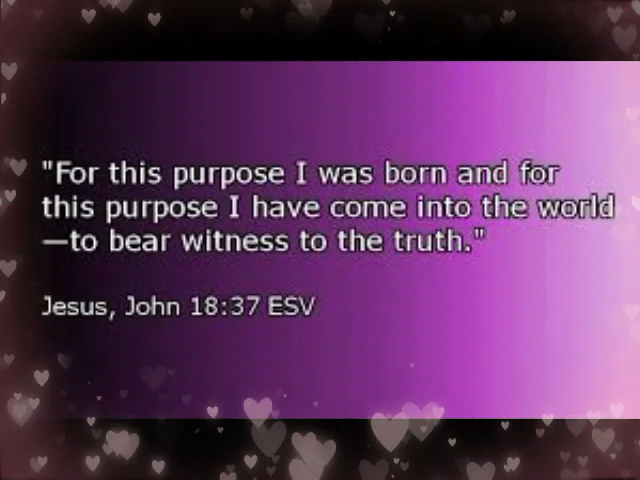 "For this purpose I was born and for
this purpose I have come into the world
—to bear witness to the truth."
Jesus, John 18:37 ESV